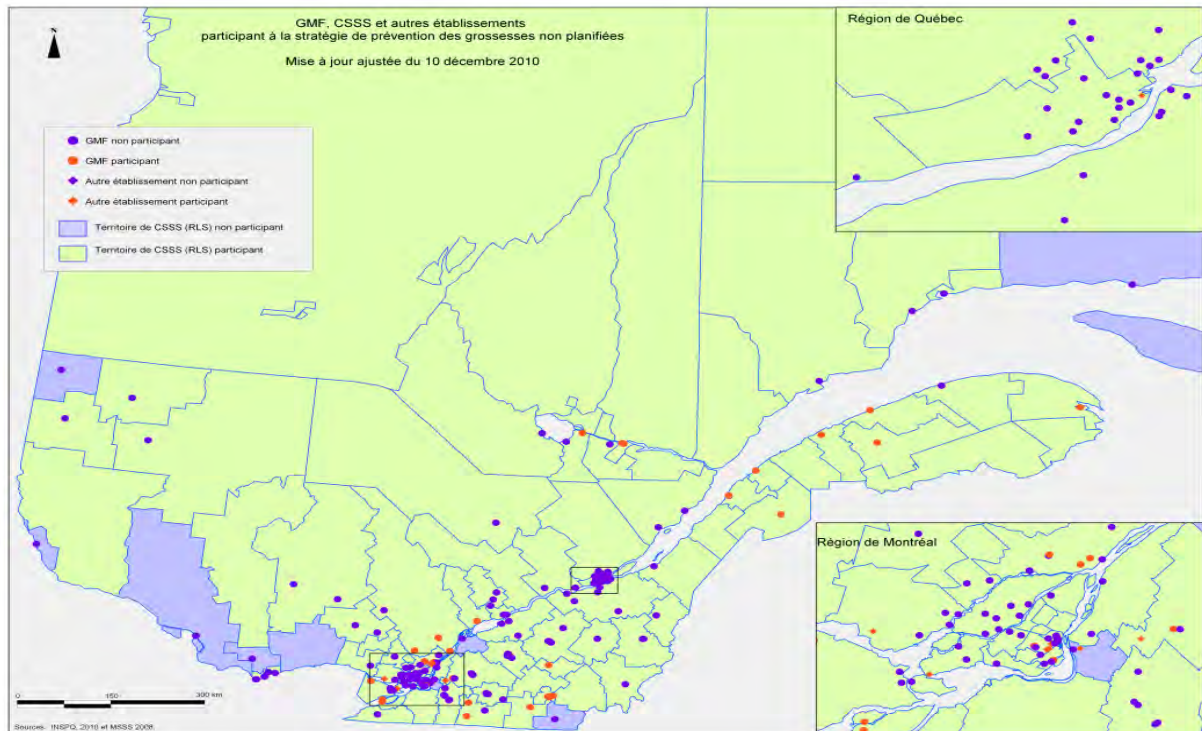 GMF, CSSS et autres établissements
participant à la stratégie de prévention des grossesses non planifiées
Mise à jour ajustée du 10 décembre 2010
Région de Québec
N
GMF non participant
GMF participant
Autre établissement non participant
Autre établissement participant
Territoire de CSSS (RLS) non participant
Territoire de CSSS (RLS) participant
Région de Montréal
0 150 300 km
Sources: INSPQ, 2010 et MSSS 2008.